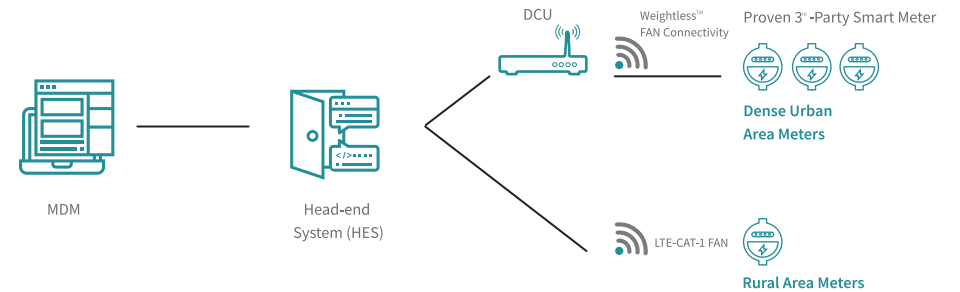 DCU
Weightless™
FAN Connectivity
Proven 3rd -Party Smart Meter
Dense Urban
Area Meters
MDM
Head-end
System (HES)
</>
LTE-CAT-1 FAN
Rural Area Meters